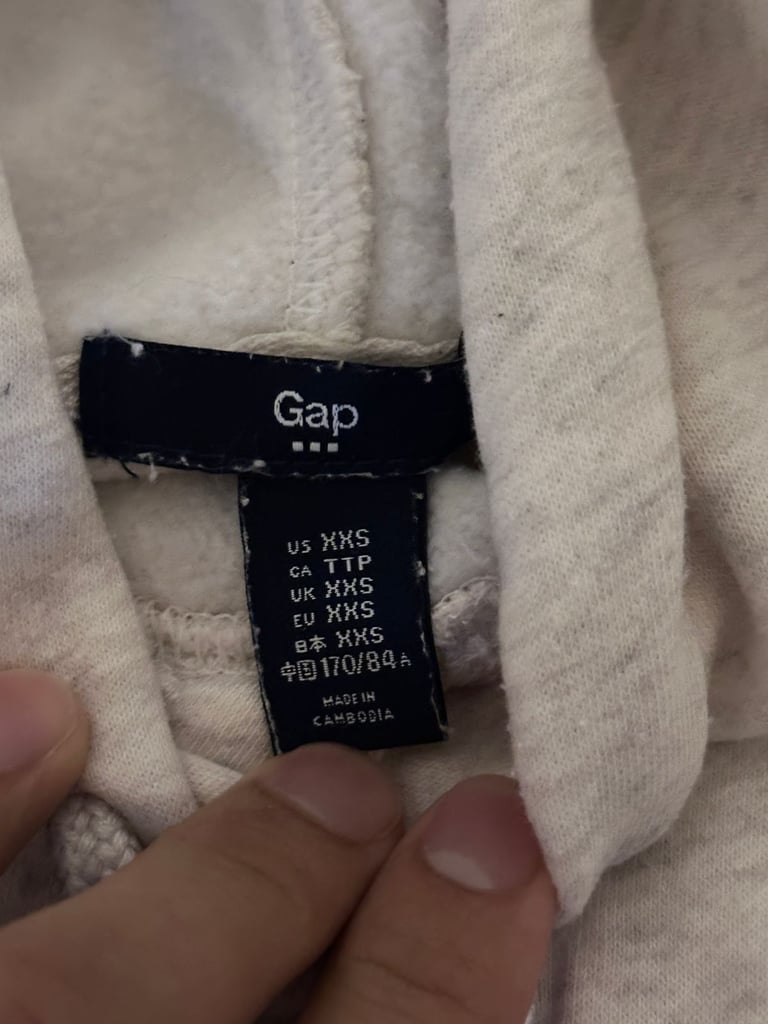 Gap
US XXS
CA TTP
UK XXS
EU XXS
日本 XXS
中国 170/84A
MADE IN
CAMBODIA